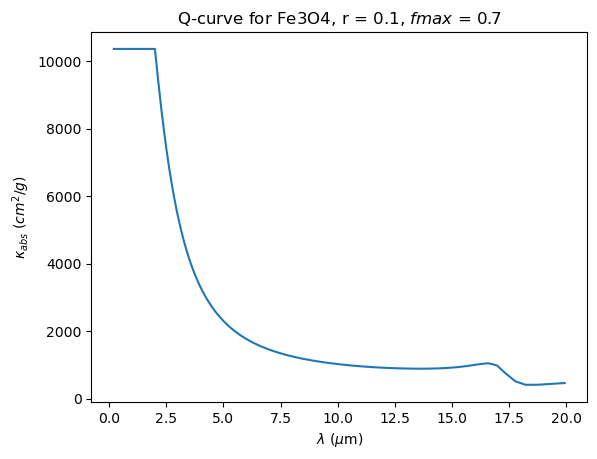 Q-curve for Fe3O4, r = 0.1, fmax = 0.7
10000
8000
6000
4000
2000
0
κabs (cm²/g)
0.0 2.5 5.0 7.5 10.0 12.5 15.0 17.5 20.0
λ (μm)